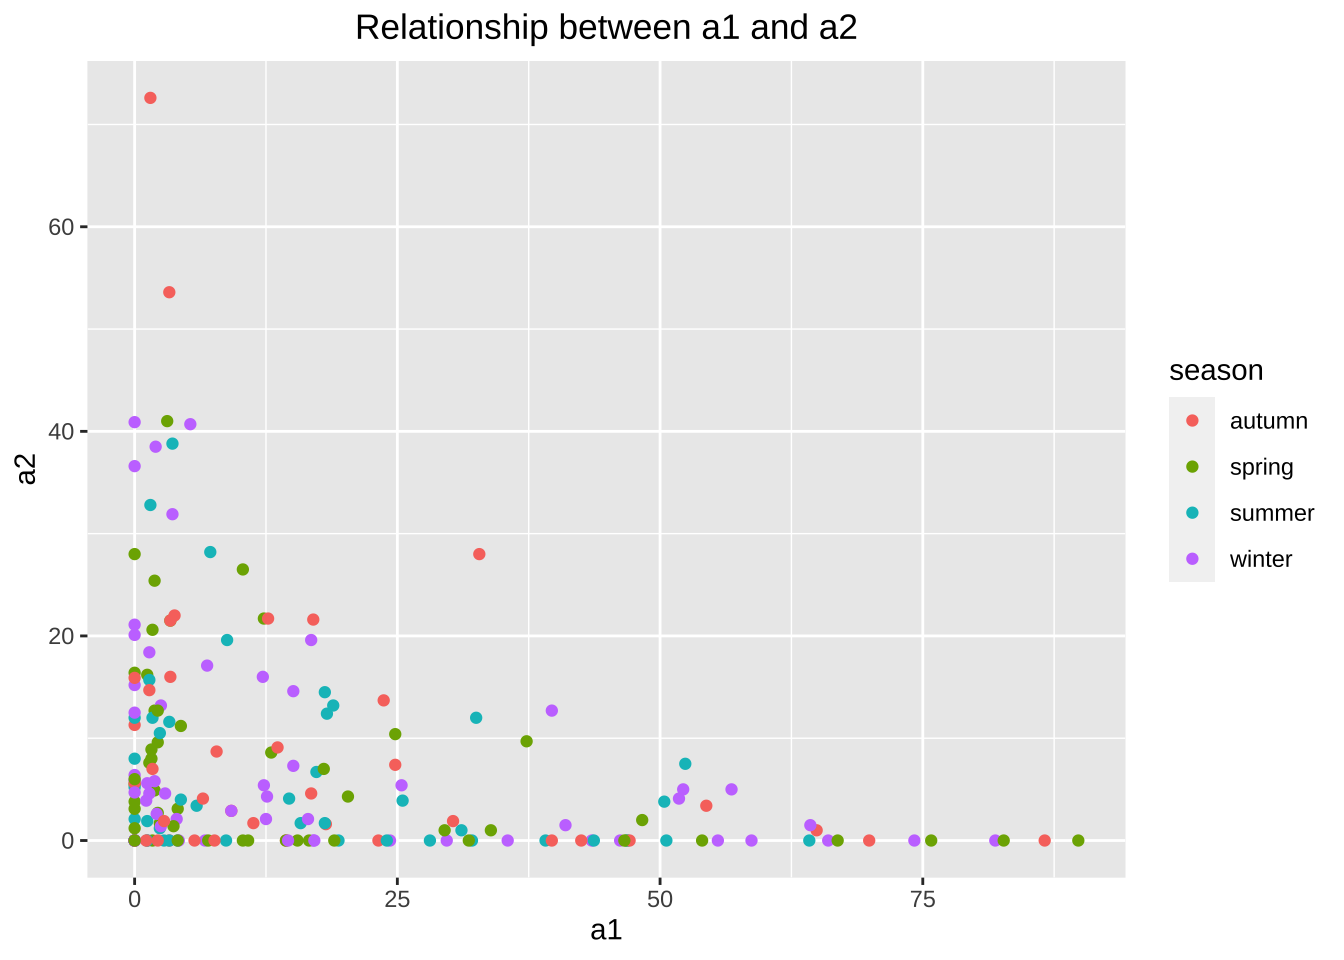 Relationship between a1 and a2
60
40
20
0
a2
0 25 50 75
a1
season
autumn
spring
summer
winter